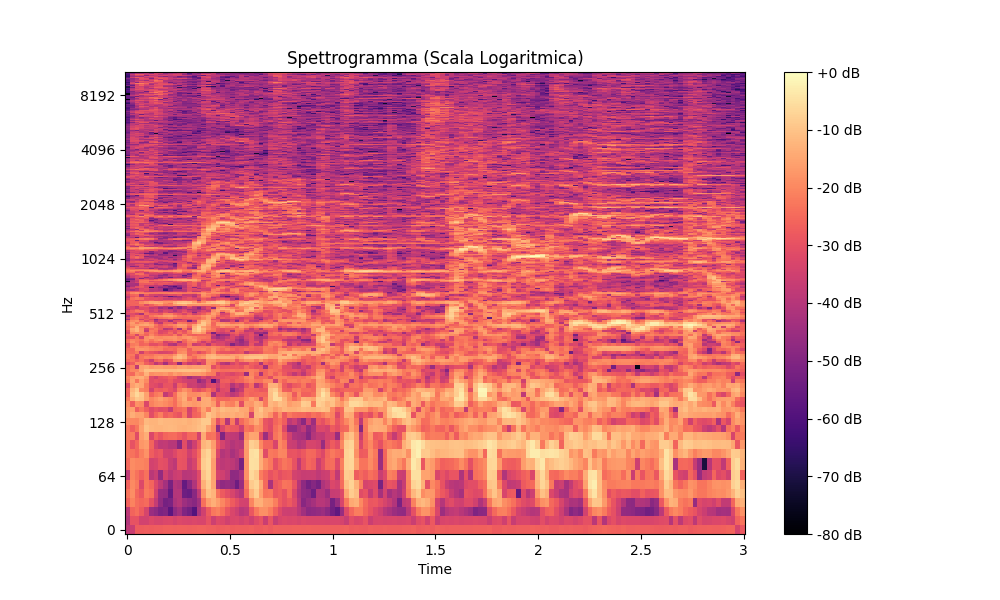 Spettrogramma (Scala Logaritmica)
8192
4096
2048
1024
512
256
128
64
0
Hz
0
0.5
1
1.5
2
2.5
3
Time
+0 dB
-10 dB
-20 dB
-30 dB
-40 dB
-50 dB
-60 dB
-70 dB
-80 dB